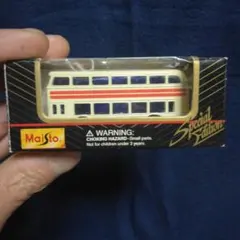 Maisto
⚠ WARNING:
CHOKING HAZARD - Small parts.
Not for children under 3 years.
Special
Edition